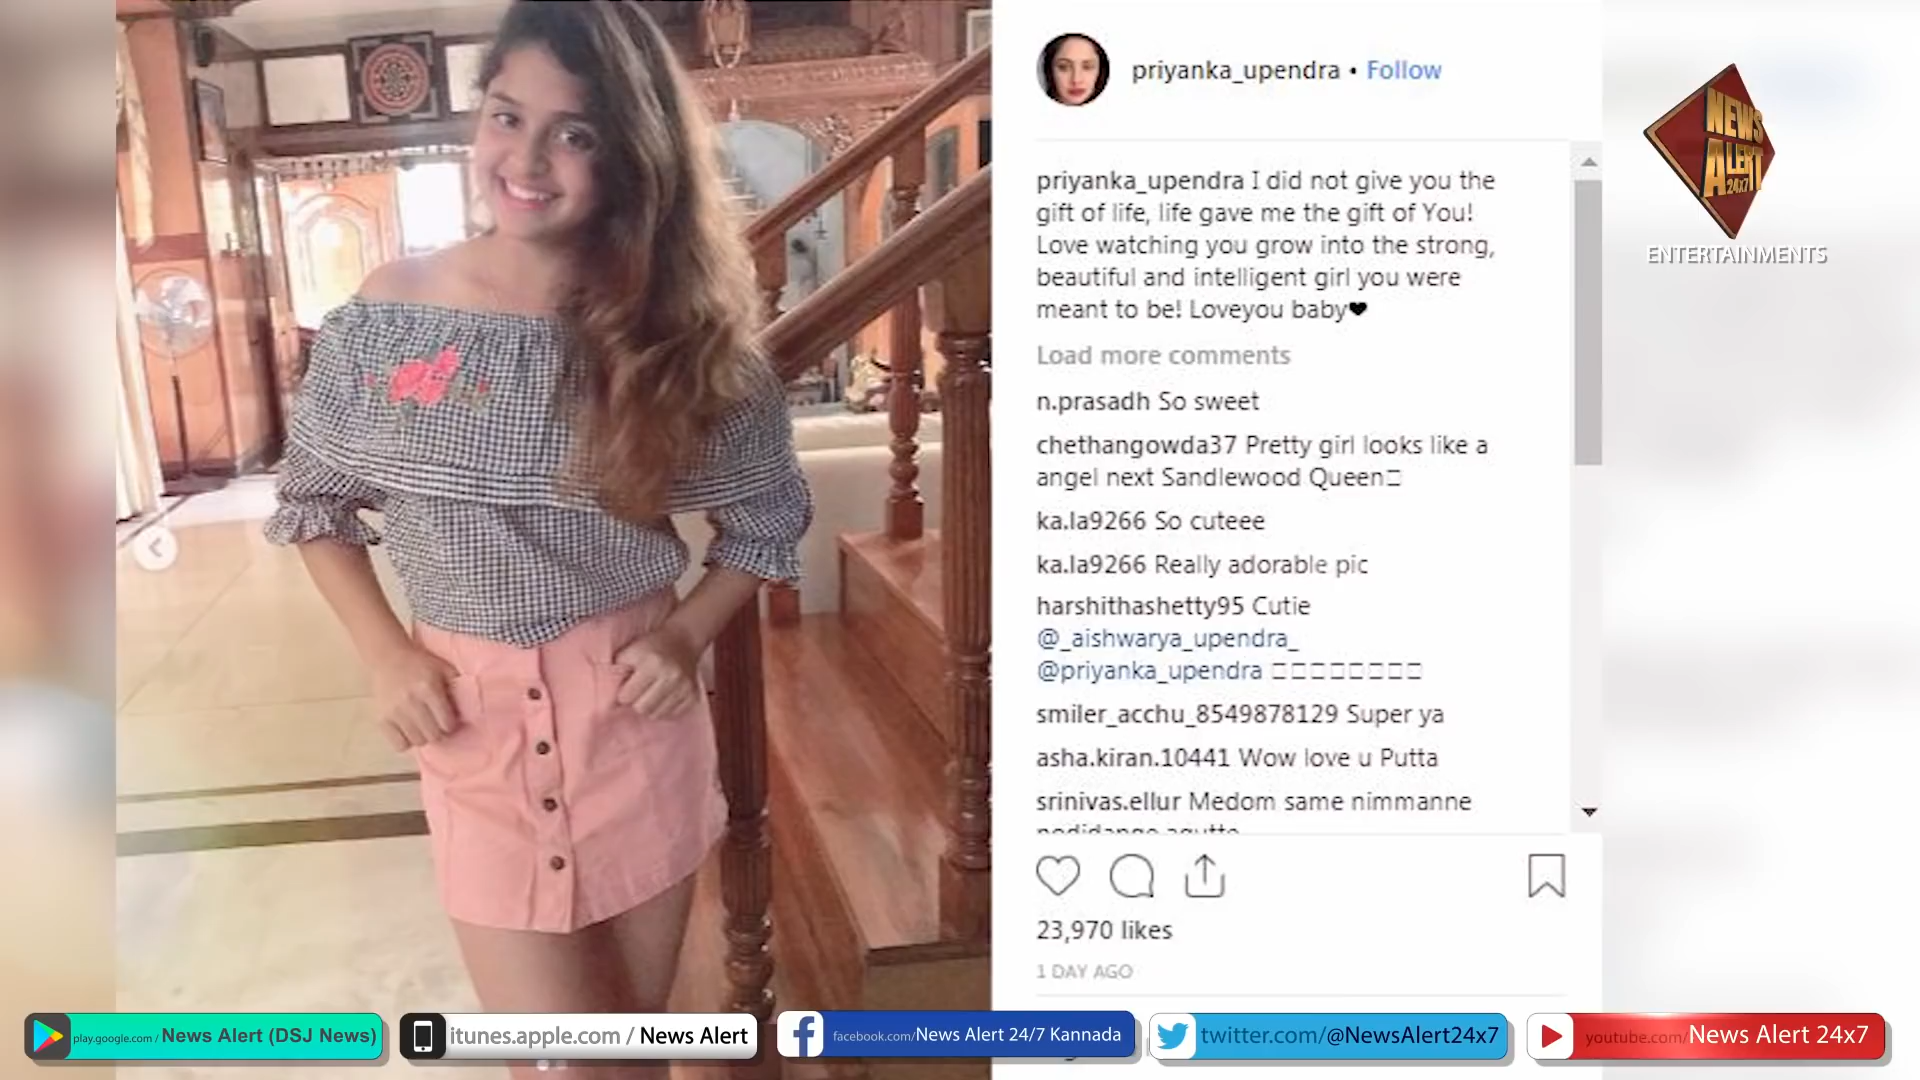 priyanka_upendra • Follow
priyanka_upendra I did not give you the
gift of life, life gave me the gift of You!
Love watching you grow into the strong,
beautiful and intelligent girl you were
meant to be! Loveyou baby❤
Load more comments
n.prasadh So sweet
chethangowda37 Pretty girl looks like a
angel next Sandlewood Queen□
ka.la9266 So cuteee
ka.la9266 Really adorable pic
harshithashetty95 Cutie
@_aishwarya_upendra_
@priyanka_upendra □□□□□□□□
smiler_acchu_8549878129 Super ya
asha.kiran.10441 Wow love u Putta
srinivas.ellur Medom same nimmanne
23,970 likes
1 DAY AGO
NEWS
ALERT
24x7
ENTERTAINMENTS
play.google.com / News Alert (DSJ News)
itunes.apple.com / News Alert
facebook.com/News Alert 24/7 Kannada
twitter.com/@NewsAlert24x7
youtube.com/News Alert 24x7